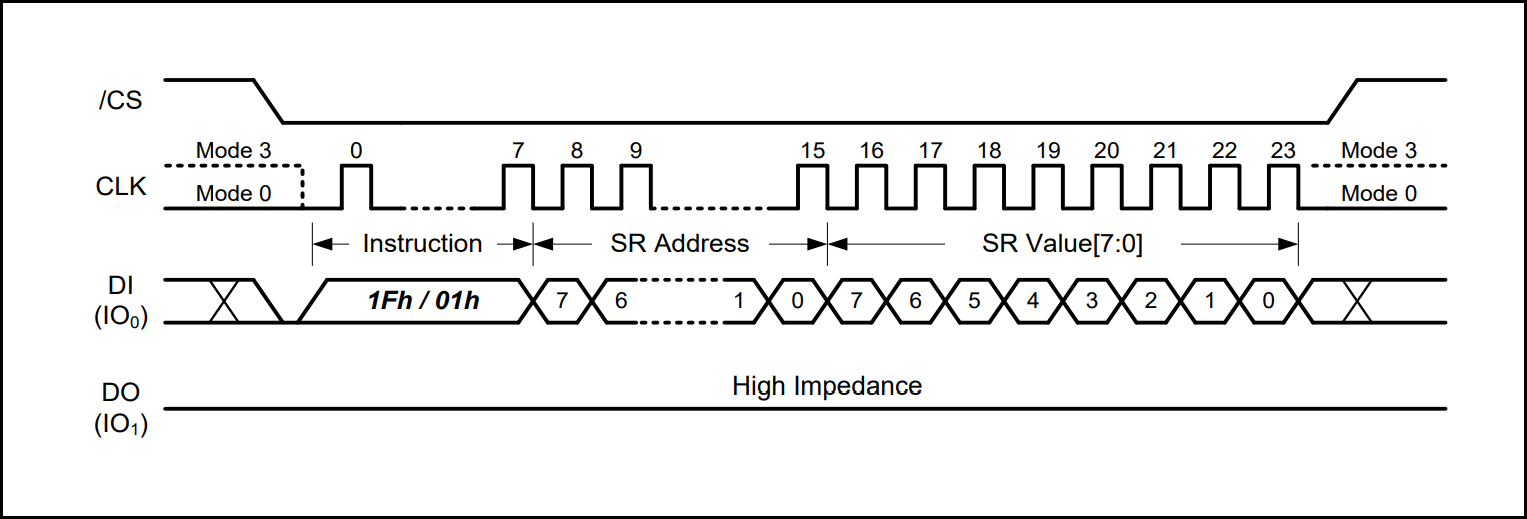 /CS
Mode 3 0 7 8 9 15 16 17 18 19 20 21 22 23 Mode 3
CLK
Mode 0 Mode 0
Instruction SR Address SR Value[7:0]
DI
(IO₀)
1Fh / 01h 7 6 1 0 7 6 5 4 3 2 1 0
High Impedance
DO
(IO₁)